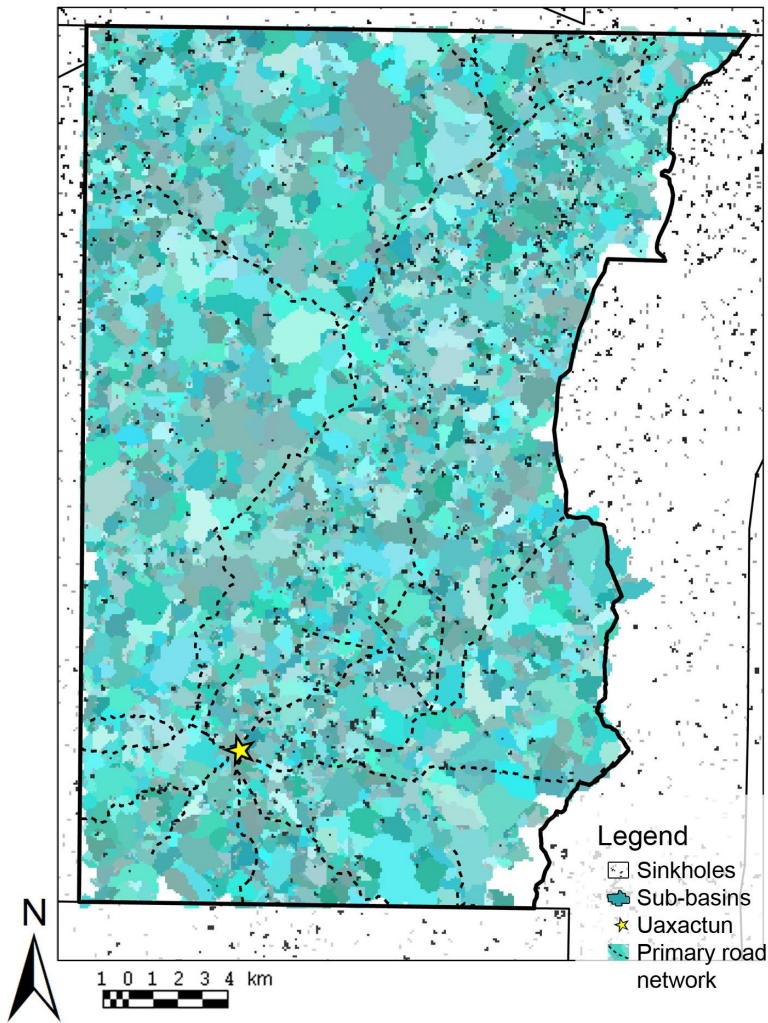 Legend
Sinkholes
Sub-basins
Uaxactun
Primary road
network
N
1 0 1 2 3 4 km